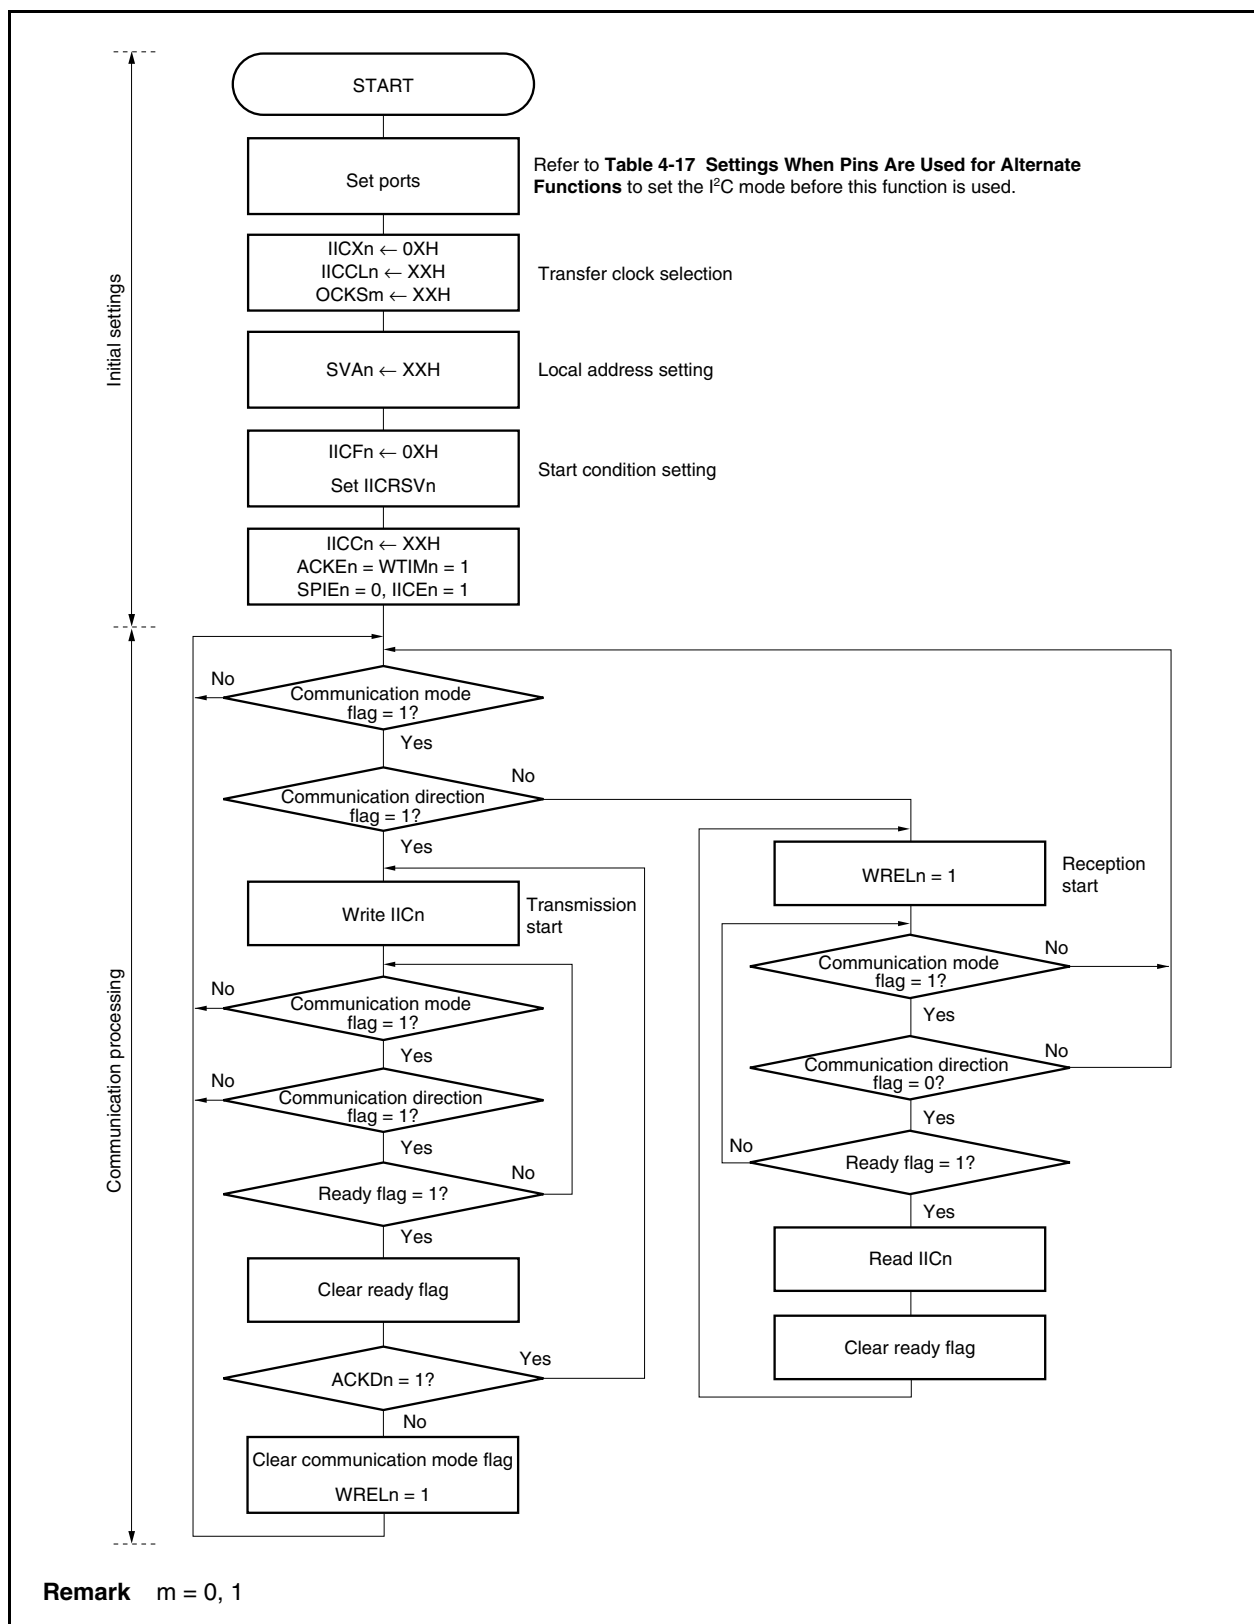 START
Set ports
Refer to Table 4-17 Settings When Pins Are Used for Alternate
Functions to set the I²C mode before this function is used.
IICXn ← 0XH
IICCLn ← XXH
OCKSm ← XXH
Transfer clock selection
Initial settings
SVAn ← XXH
Local address setting
IICFn ← 0XH
Set IICRSVn
Start condition setting
IICCn ← XXH
ACKEn = WTIMn = 1
SPIEn = 0, IICEn = 1
No
Communication mode
flag = 1?
Yes
No
Communication direction
flag = 1?
Yes
Write IICn
Transmission
start
Communication processing
No
Communication mode
flag = 1?
Yes
No
Communication direction
flag = 1?
Yes
No
Ready flag = 1?
Yes
Clear ready flag
Yes
ACKDn = 1?
No
Clear communication mode flag
WRELn = 1
WRELn = 1
Reception
start
No
Communication mode
flag = 1?
Yes
No
Communication direction
flag = 0?
Yes
No
Ready flag = 1?
Yes
Read IICn
Clear ready flag
Remark m = 0, 1